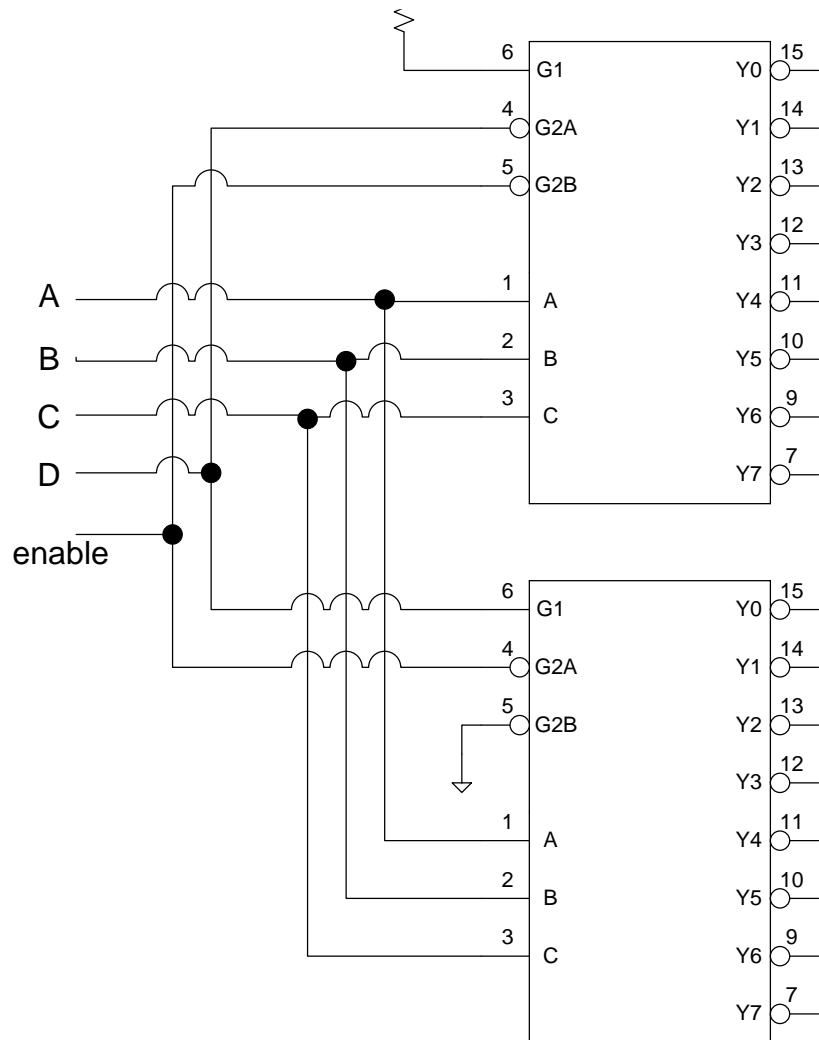 6 G1 Y0 15
4 G2A Y1 14
5 G2B Y2 13
Y3 12
A 1 A Y4 11
B 2 B Y5 10
C 3 C Y6 9
D Y7 7
enable
6 G1 Y0 15
4 G2A Y1 14
5 G2B Y2 13
Y3 12
1 A Y4 11
2 B Y5 10
3 C Y6 9
Y7 7